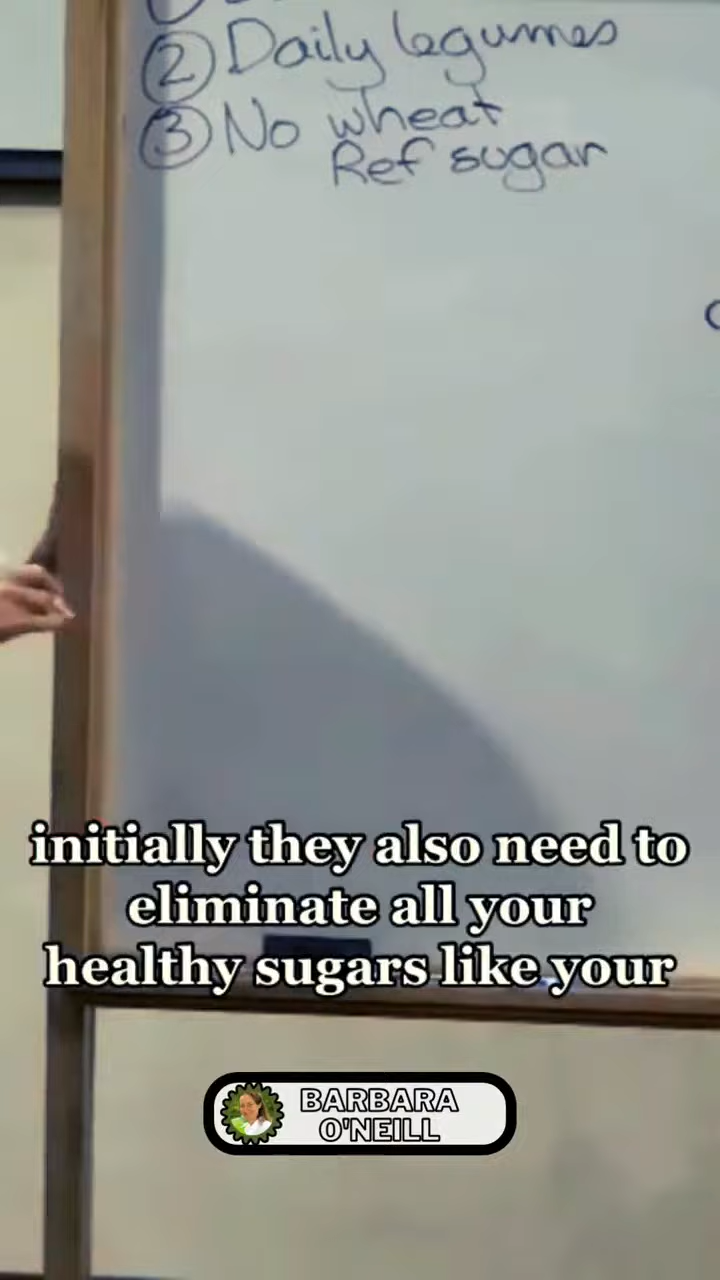 ② Daily legumes
③ No wheat
Ref sugar
initially they also need to
eliminate all your
healthy sugars like your
BARBARA
O'NEILL